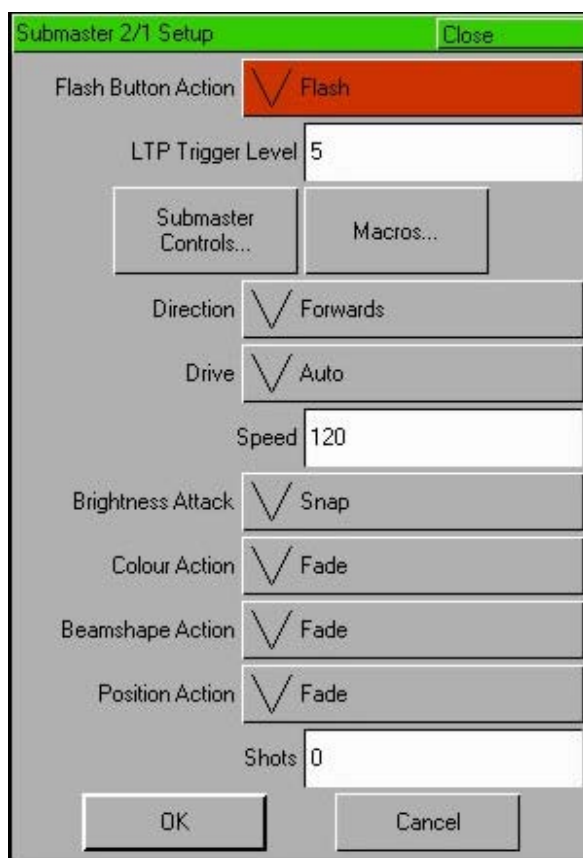 Submaster 2/1 Setup Close
Flash Button Action Flash
LTP Trigger Level 5
Submaster Controls... Macros...
Direction Forwards
Drive Auto
Speed 120
Brightness Attack Snap
Colour Action Fade
Beamshape Action Fade
Position Action Fade
Shots 0
OK Cancel